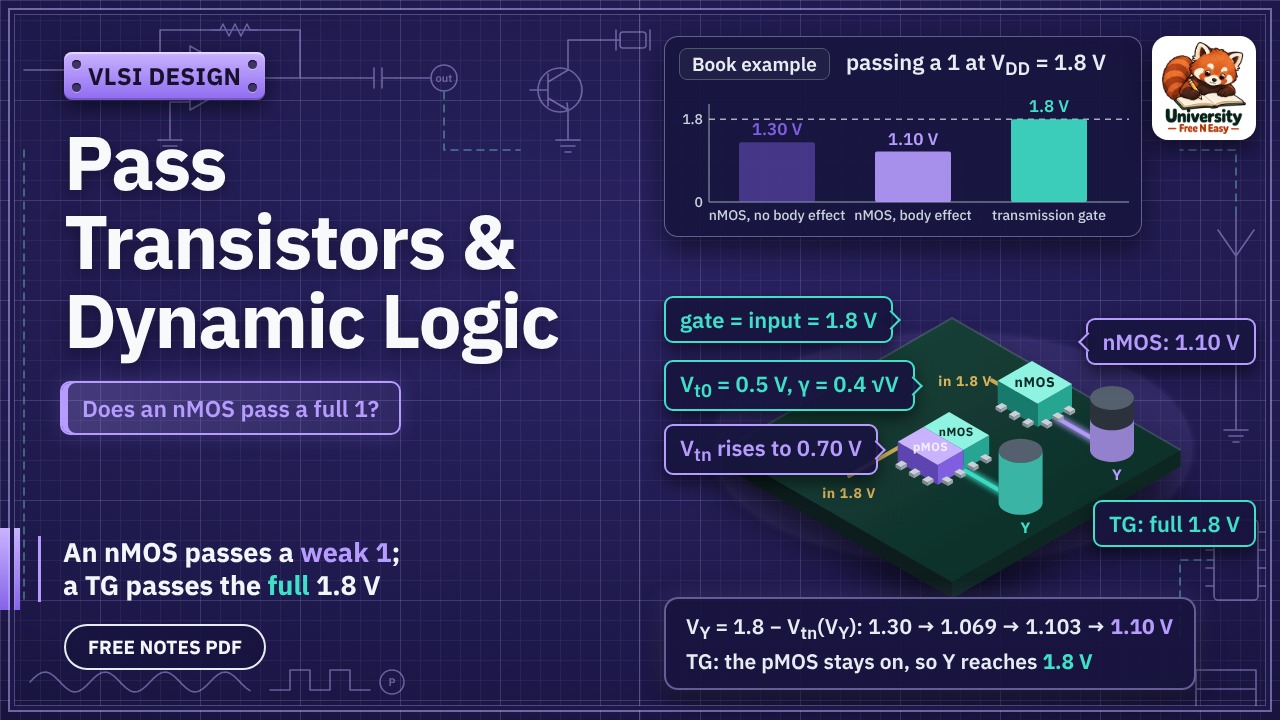 VLSI DESIGN
Pass
Transistors &
Dynamic Logic
Does an nMOS pass a full 1?
An nMOS passes a weak 1;
a TG passes the full 1.8 V
FREE NOTES PDF
out
P
Book example
passing a 1 at VDD = 1.8 V
1.8 V
1.8
1.30 V
1.10 V
0
nMOS, no body effect
nMOS, body effect
transmission gate
University
Free N Easy
gate = input = 1.8 V
Vt0 = 0.5 V, γ = 0.4 √V
Vtn rises to 0.70 V
nMOS: 1.10 V
in 1.8 V
nMOS
nMOS
pMOS
Y
in 1.8 V
Y
TG: full 1.8 V
VY = 1.8 − Vtn(VY): 1.30 → 1.069 → 1.103 → 1.10 V
TG: the pMOS stays on, so Y reaches 1.8 V